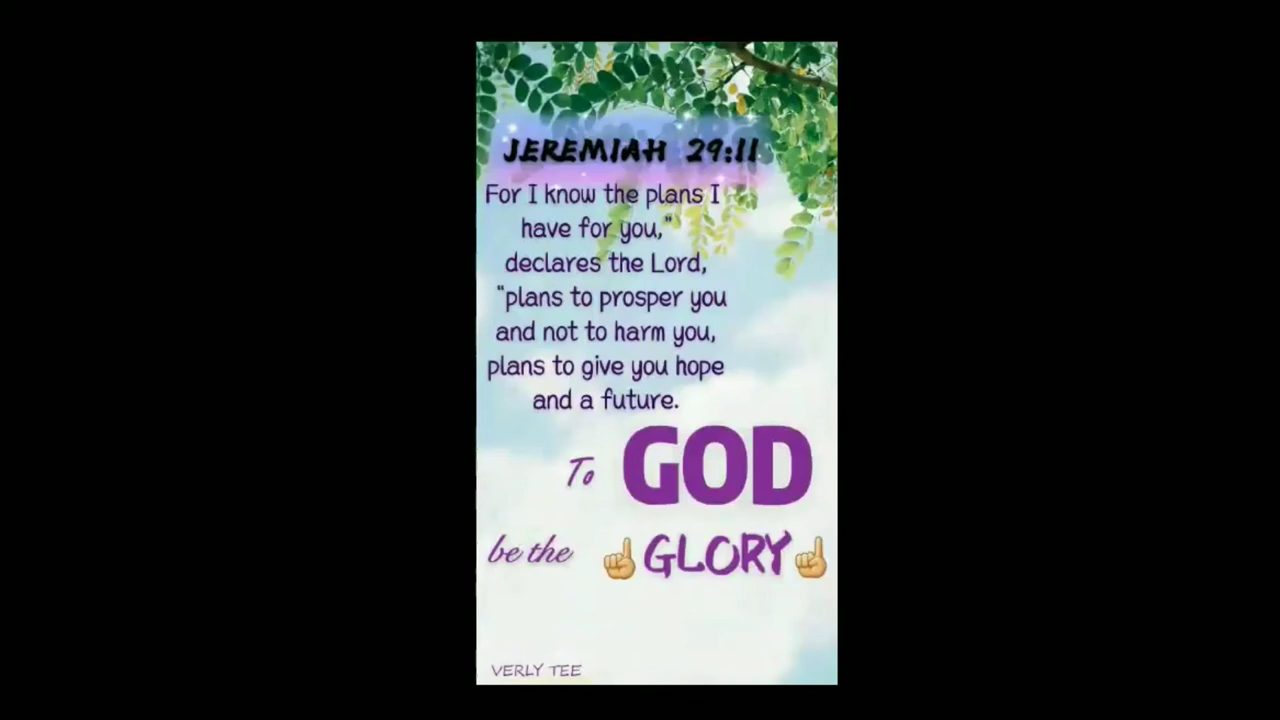 JEREMIAH 29:11
For I know the plans I
have for you,"
declares the Lord,
"plans to prosper you
and not to harm you,
plans to give you hope
and a future.
To GOD
be the ☝GLORY☝
VERLY TEE